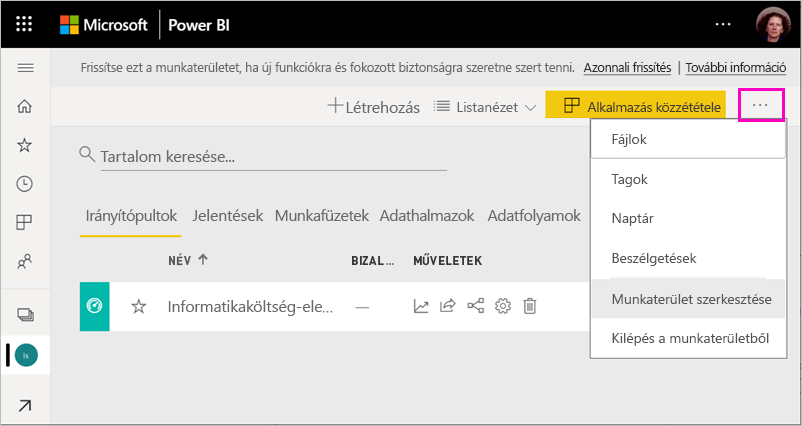 Microsoft Power BI
Frissítse ezt a munkaterületet, ha új funkciókra és fokozott biztonságra szeretne szert tenni. Azonnali frissítés | További információ
Létrehozás Listanézet Alkalmazás közzététele
Fájlok
Tartalom keresése...
Tagok
Irányítópultok Jelentések Munkafüzetek Adathalmazok Adatfolyamok Naptár
NÉV BIZAL... MŰVELETEK Beszélgetések
Informatikaköltség-ele... — Munkaterület szerkesztése
Kilépés a munkaterületből
Is